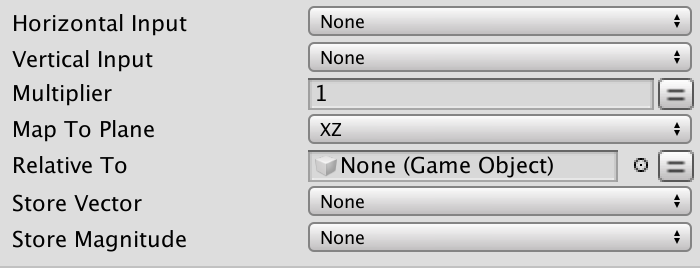 Horizontal Input None
Vertical Input None
Multiplier 1
Map To Plane XZ
Relative To None (Game Object)
Store Vector None
Store Magnitude None